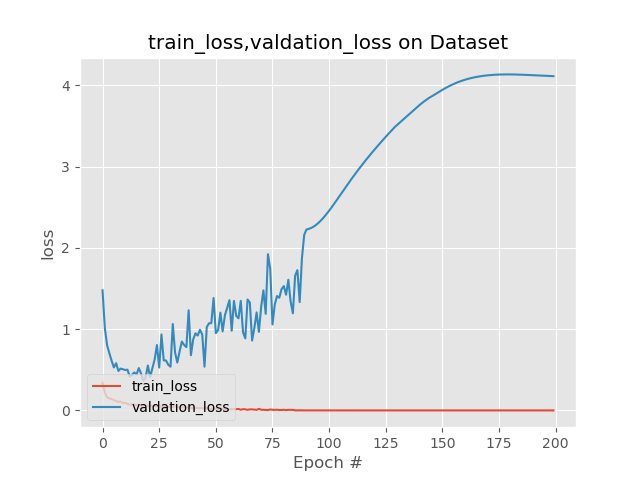 train_loss,valdation_loss on Dataset
4
3
2
1
0
loss
train_loss
valdation_loss
0 25 50 75 100 125 150 175 200
Epoch #